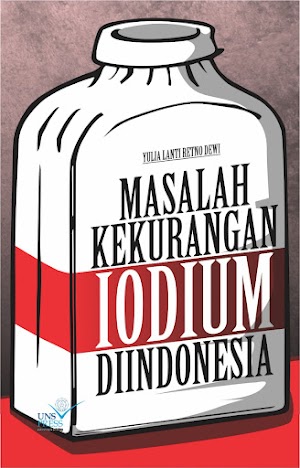 YULIA LANTI RETNO DEWI
MASALAH
KEKURANGAN
IODIUM
DIINDONESIA
UNS
PRESS